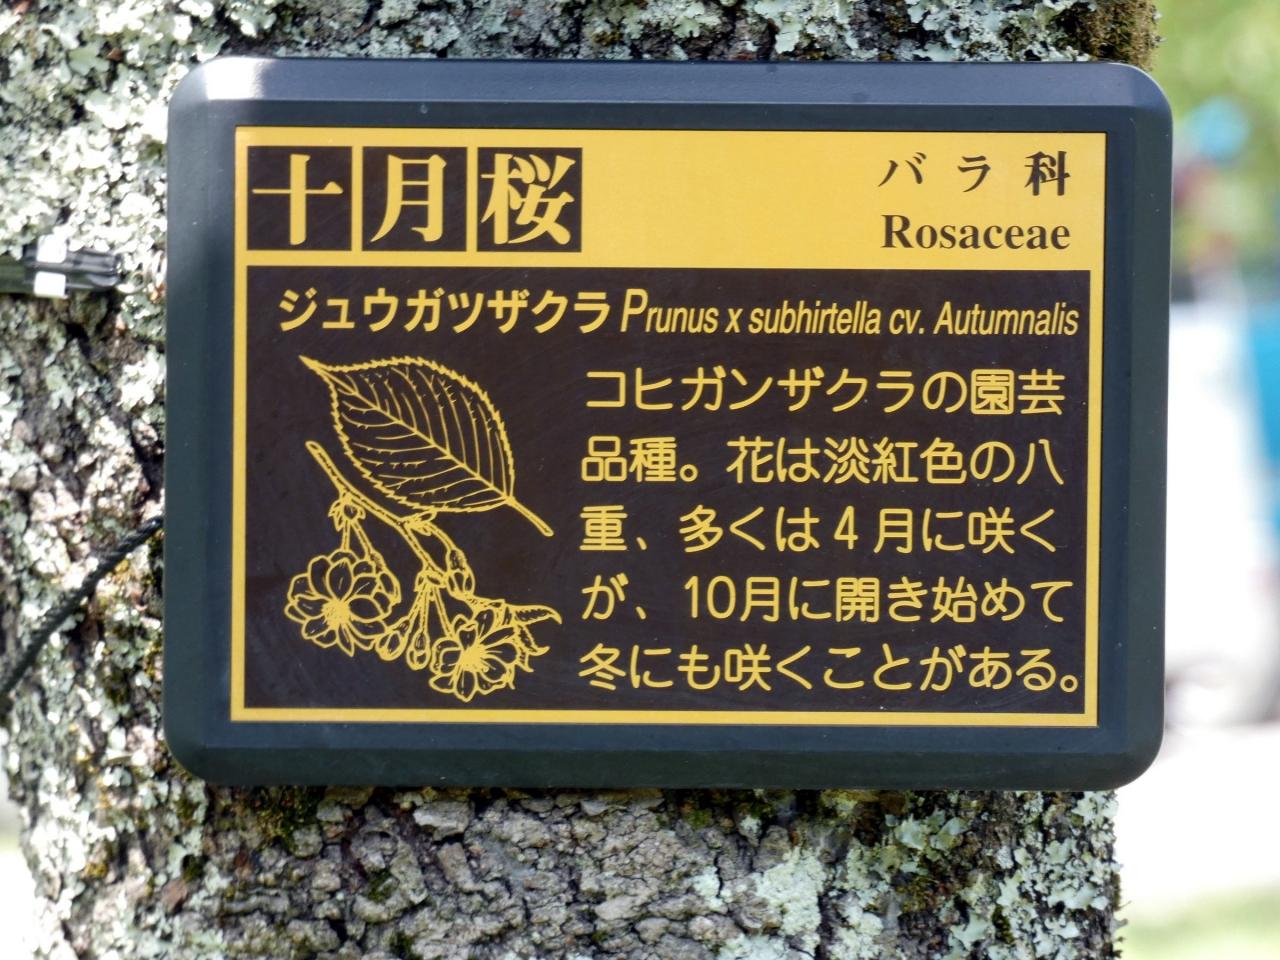 十月桜
バラ科
Rosaceae
ジュウガツザクラ Prunus x subhirtella cv. Autumnalis
コヒガンザクラの園芸
品種。花は淡紅色の八
重、多くは4月に咲く
が、10月に開き始めて
冬にも咲くことがある。